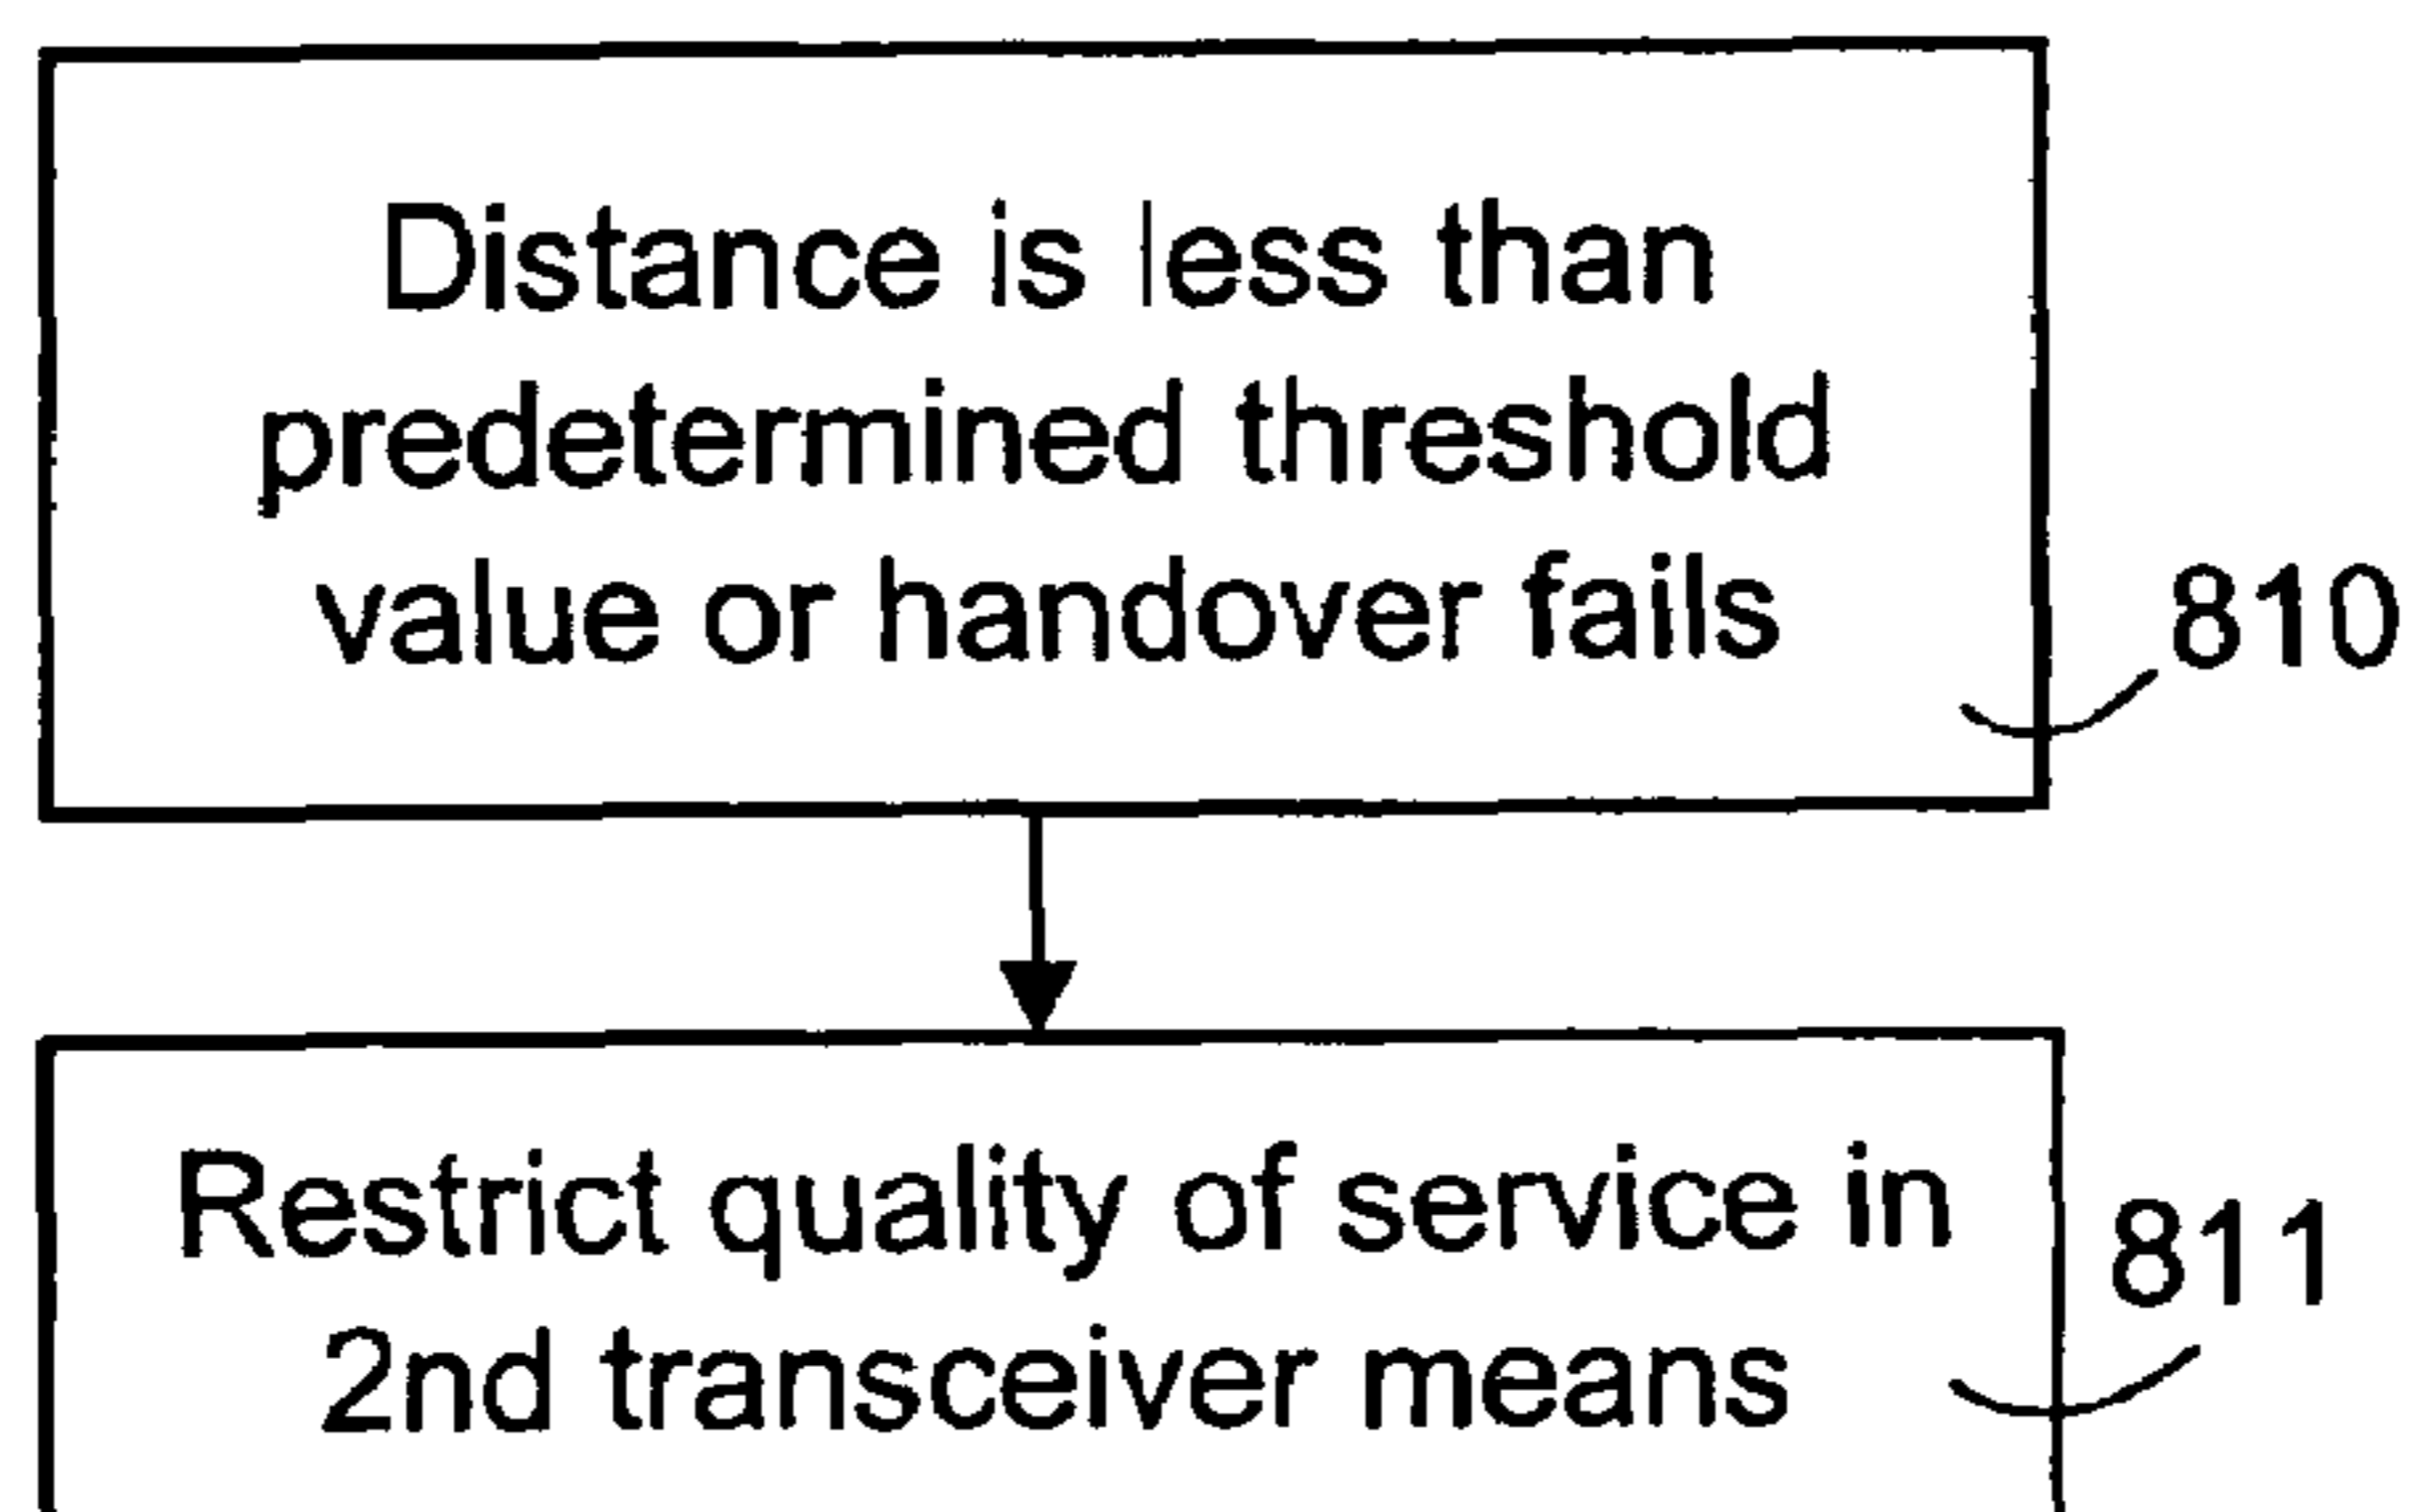 Distance is less than
predetermined threshold
value or handover fails
810
Restrict quality of service in
2nd transceiver means
811